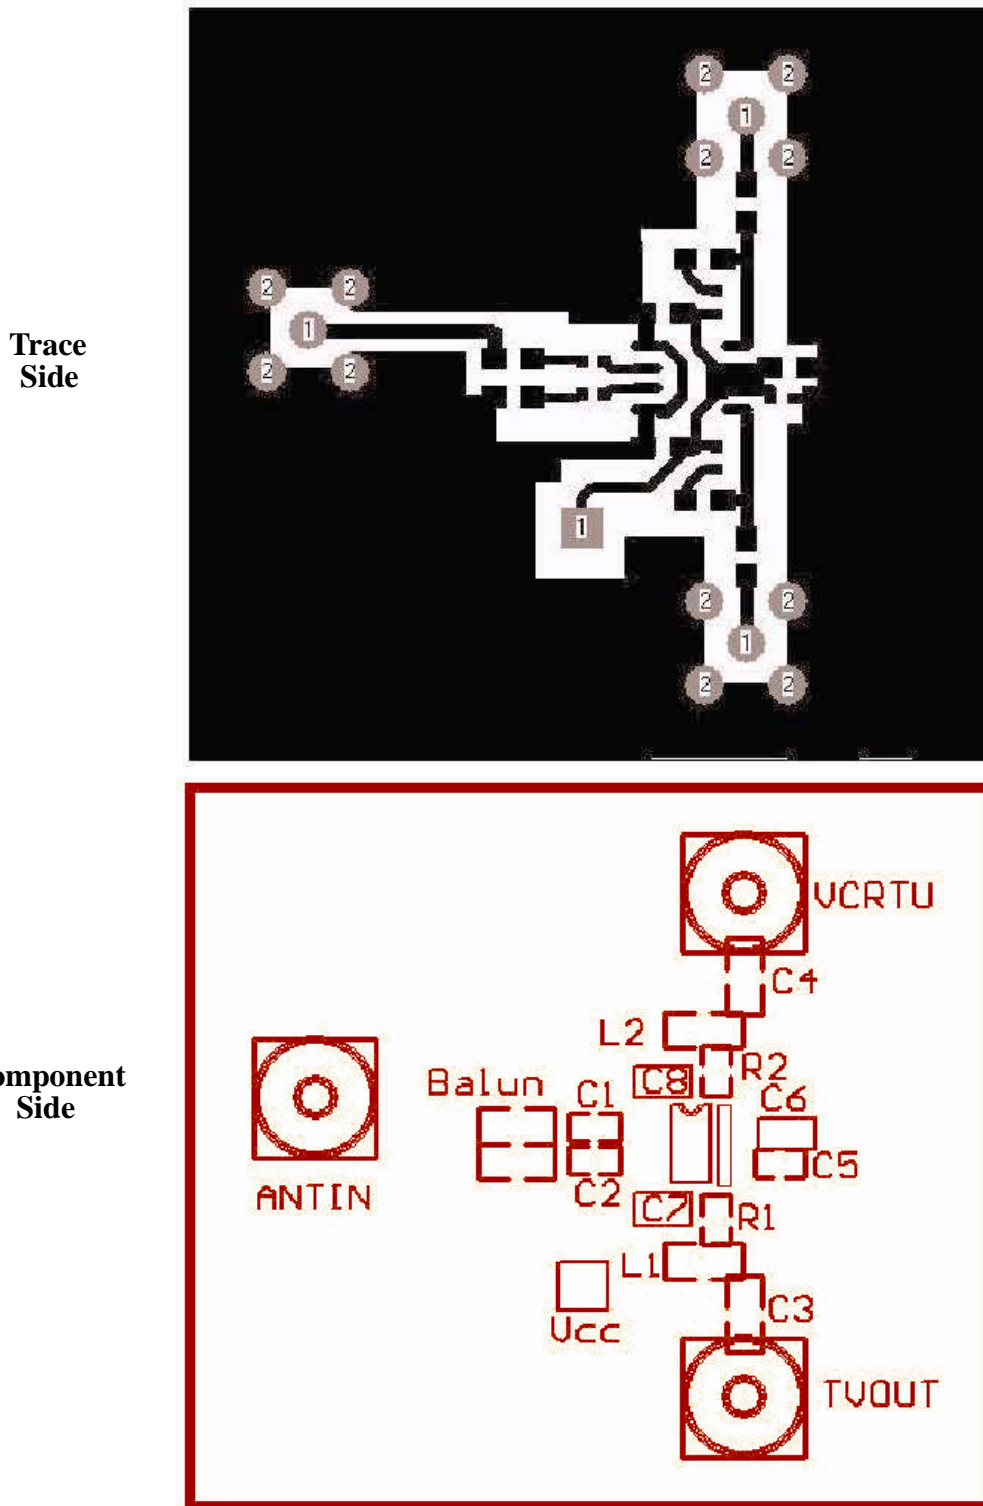 2 2
1
2 2
2 2
1
2 2
Trace
Side
1
2 2
1
2 2
VCRTU
C4
L2
R2
C8
C6
Balun
C1
omponent
Side
C5
C2
ANTIN
C7
R1
L1
C3
Vcc
TVOUT